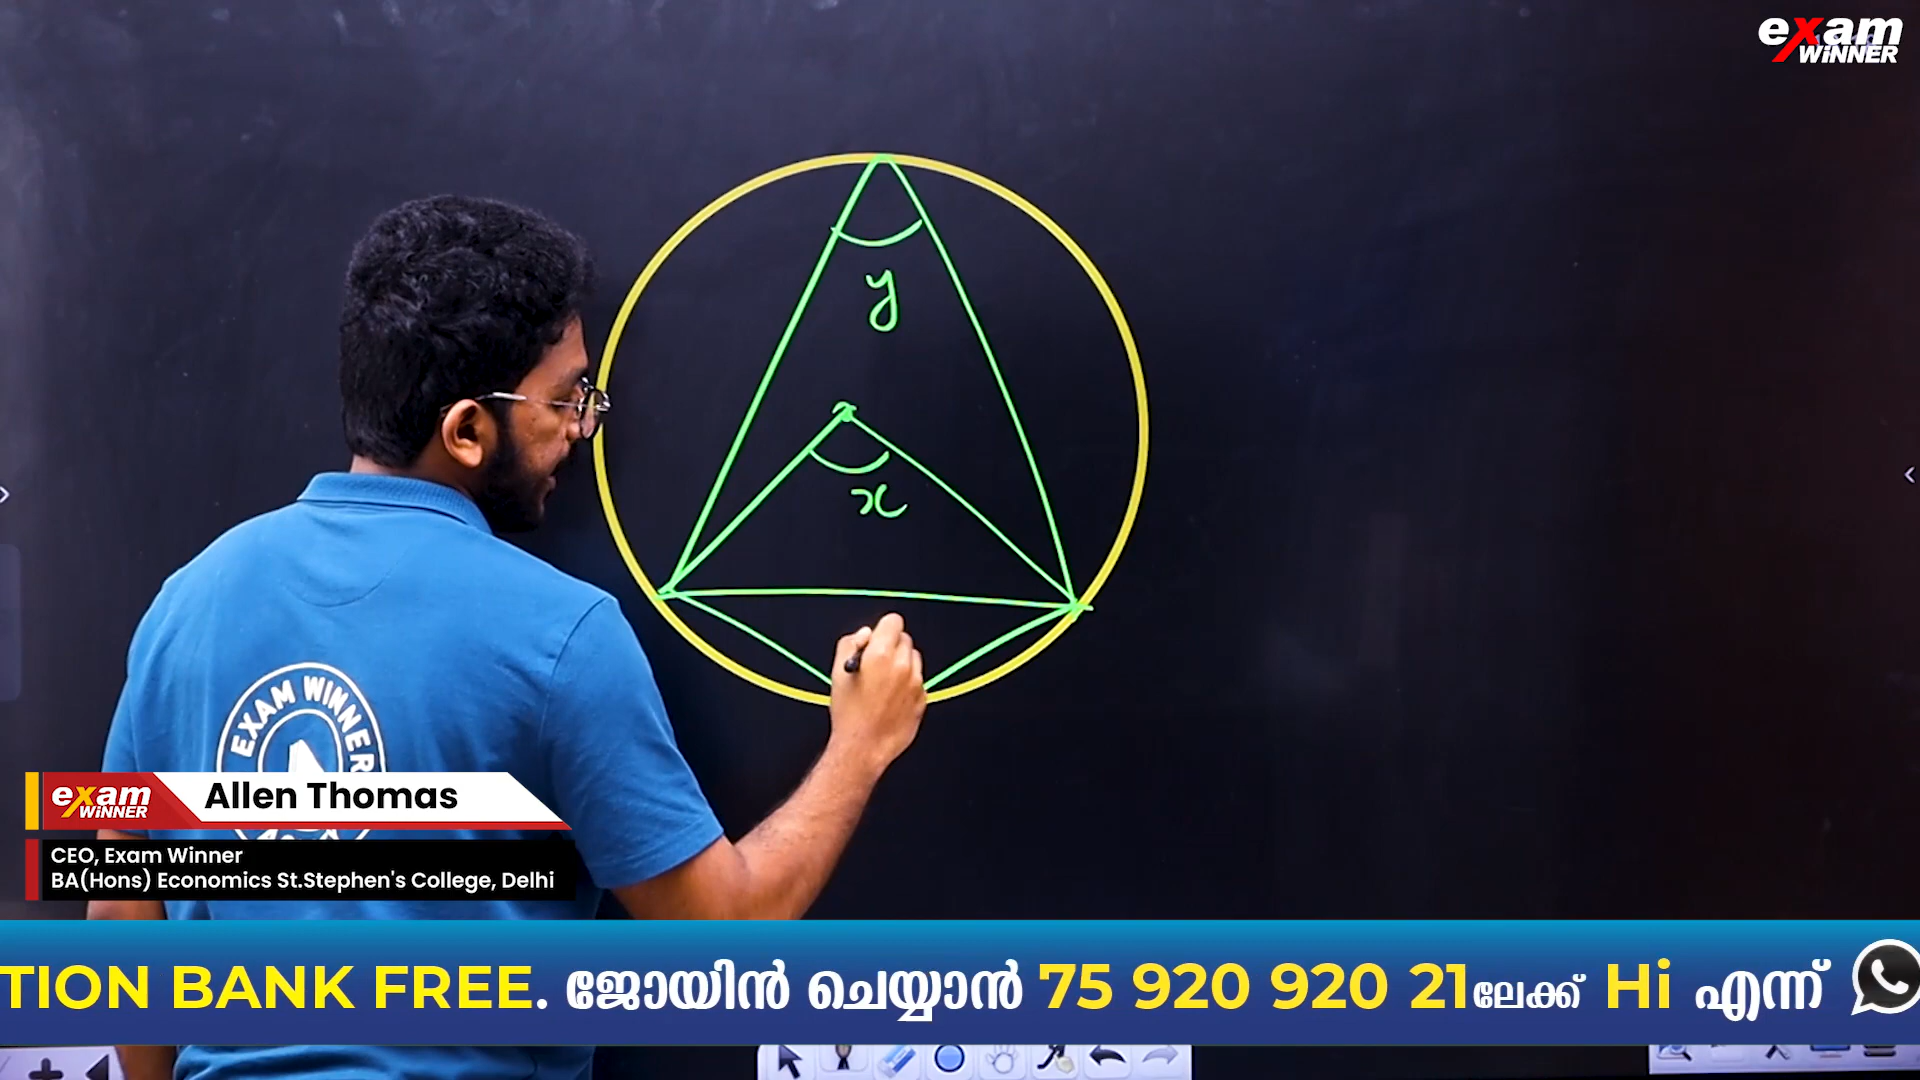 exam
WiNNER
y
x
EXAM WINNER
exam
WiNNER
Allen Thomas
CEO, Exam Winner
BA(Hons) Economics St.Stephen's College, Delhi
TION BANK FREE. ജോയിൻ ചെയ്യാൻ 75 920 920 21 ലേക്ക് Hi എന്ന്